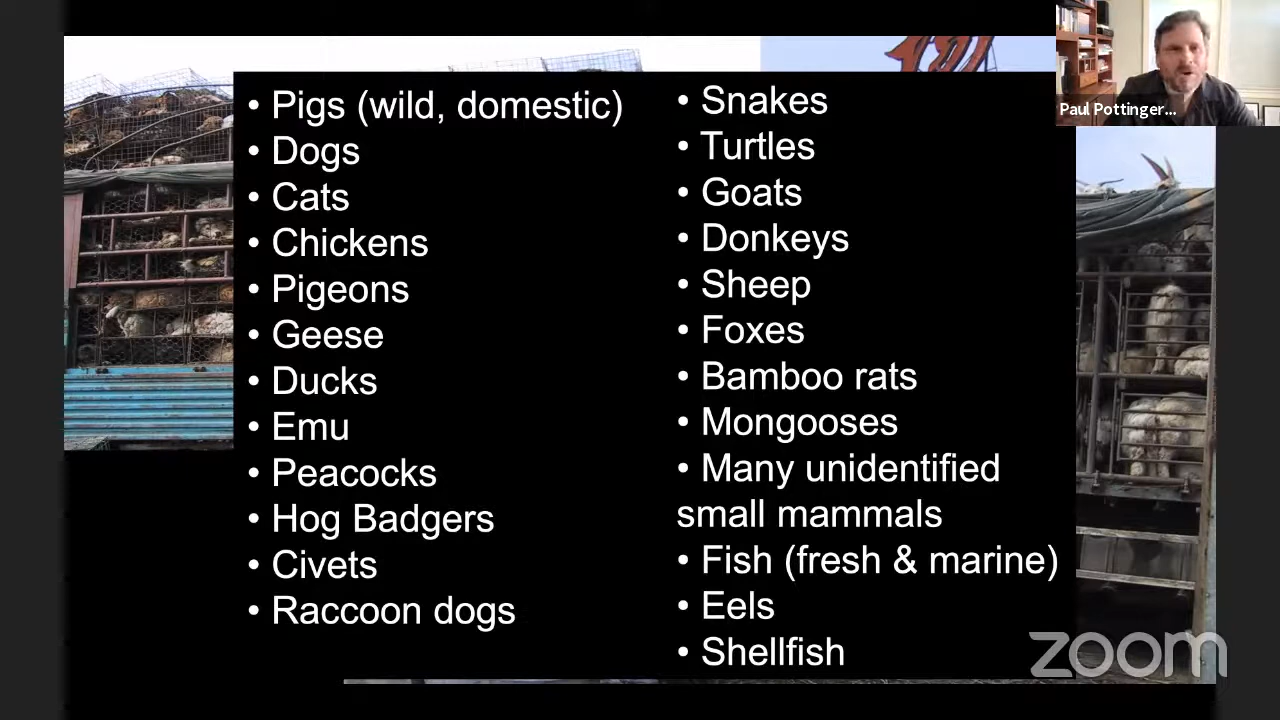 • Pigs (wild, domestic)
• Dogs
• Cats
• Chickens
• Pigeons
• Geese
• Ducks
• Emu
• Peacocks
• Hog Badgers
• Civets
• Raccoon dogs
• Snakes
• Turtles
• Goats
• Donkeys
• Sheep
• Foxes
• Bamboo rats
• Mongooses
• Many unidentified
small mammals
• Fish (fresh & marine)
• Eels
• Shellfish
Paul Pottinger...
zoom